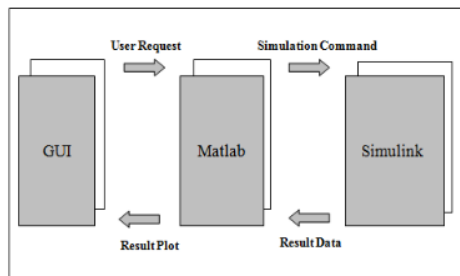 User Request
Simulation Command
GUI
Matlab
Simulink
Result Plot
Result Data